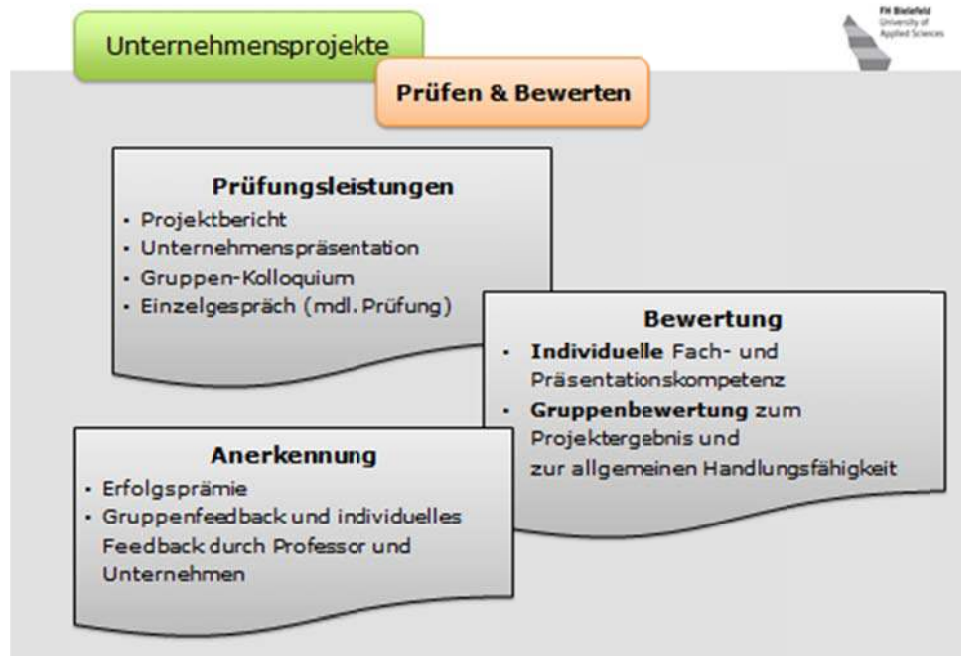 Unternehmensprojekte
FH Bielefeld
University of
Applied Sciences
Prüfen & Bewerten
Prüfungsleistungen
• Projektbericht
• Unternehmenspräsentation
• Gruppen-Kolloquium
• Einzelgespräch (mdl. Prüfung)
Bewertung
• Individuelle Fach- und
Präsentationskompetenz
• Gruppenbewertung zum
Projektergebnis und
zur allgemeinen Handlungsfähigkeit
Anerkennung
• Erfolgsprämie
• Gruppenfeedback und individuelles
Feedback durch Professor und
Unternehmen